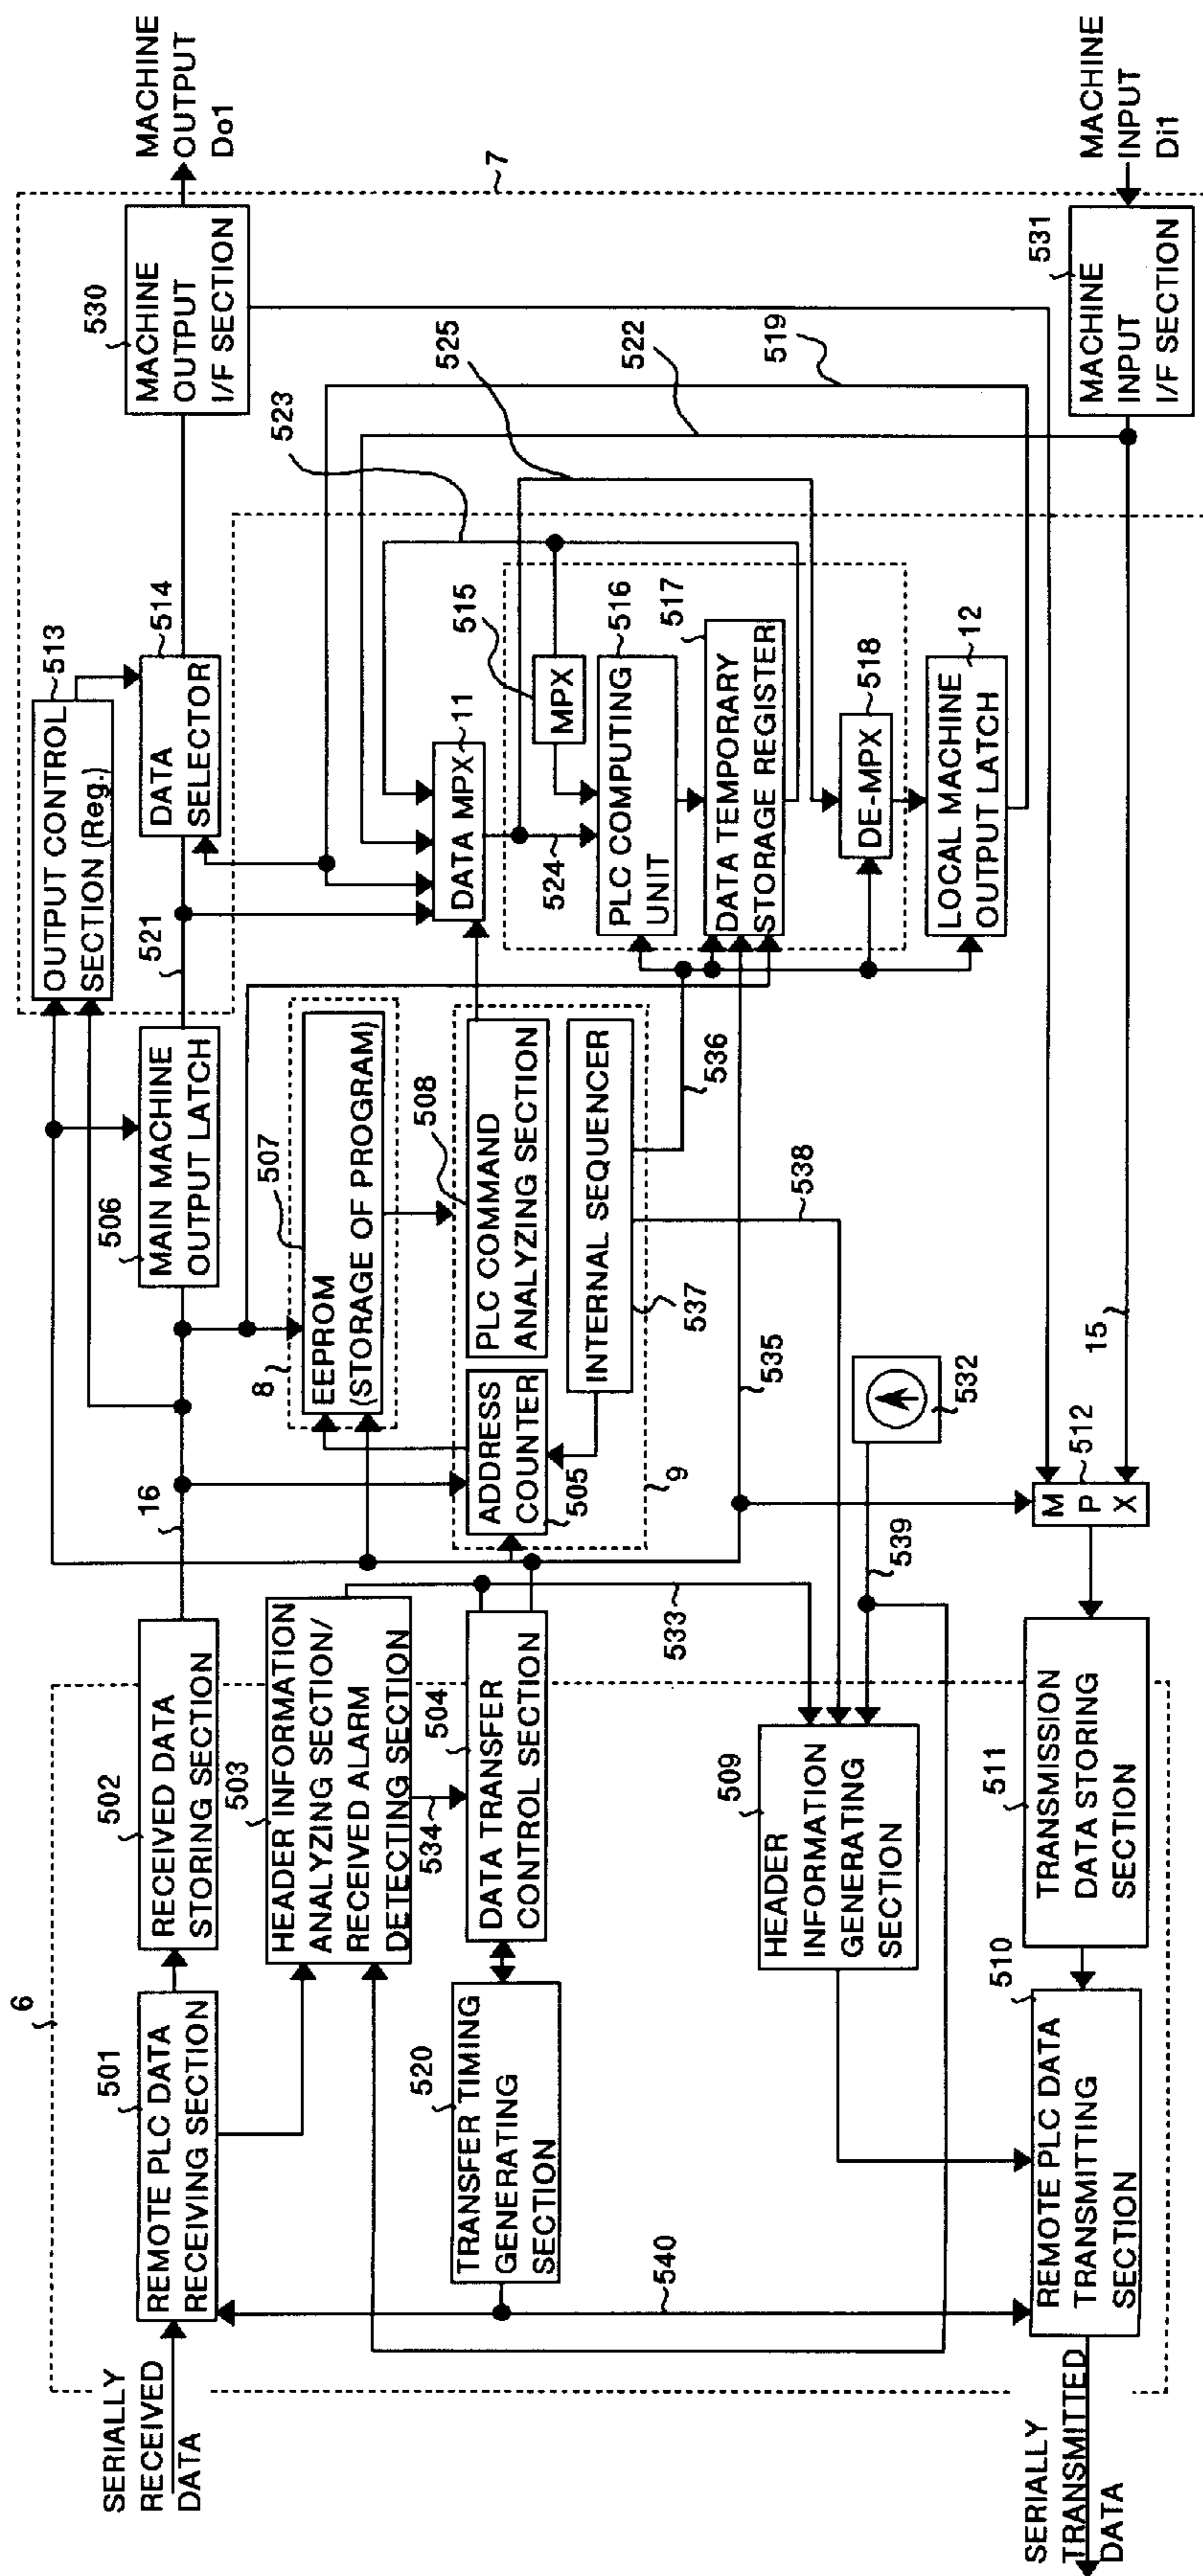 SERIALLY
RECEIVED
DATA
6
501
REMOTE PLC DATA
RECEIVING SECTION
502
RECEIVED DATA
STORING SECTION
16
506
MAIN MACHINE
OUTPUT LATCH
521
OUTPUT CONTROL
SECTION (Reg.)
513
DATA
SELECTOR
514
530
MACHINE
OUTPUT
I/F SECTION
MACHINE
OUTPUT
Do1
7
503
HEADER INFORMATION
ANALYZING SECTION/
RECEIVED ALARM
DETECTING SECTION
534
504
DATA TRANSFER
CONTROL SECTION
520
TRANSFER TIMING
GENERATING
SECTION
540
8
507
EEPROM
(STORAGE OF PROGRAM)
508
ADDRESS
COUNTER
505
PLC COMMAND
ANALYZING SECTION
INTERNAL SEQUENCER
537
9
536
538
535
533
DATA MPX
11
523
525
522
519
524
515
MPX
516
PLC COMPUTING
UNIT
517
DATA TEMPORARY
STORAGE REGISTER
518
DE-MPX
12
LOCAL MACHINE
OUTPUT LATCH
509
HEADER
INFORMATION
GENERATING
SECTION
539
532
531
MACHINE
INPUT
I/F SECTION
MACHINE
INPUT
Di1
15
512
M
P
X
511
TRANSMISSION
DATA STORING
SECTION
510
REMOTE PLC DATA
TRANSMITTING
SECTION
SERIALLY
TRANSMITTED
DATA